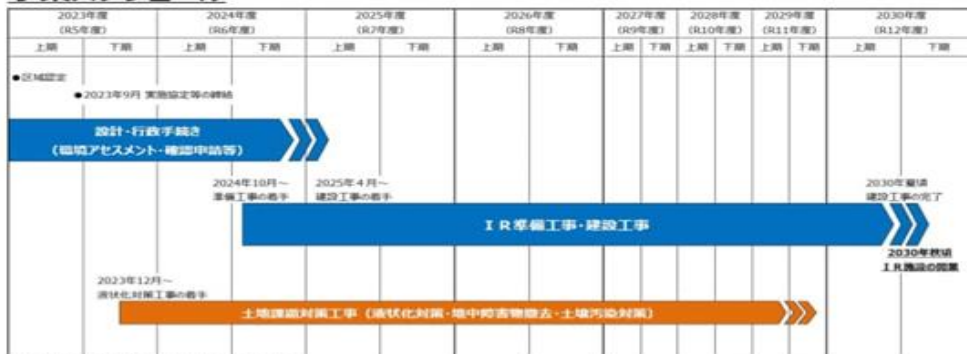 2023年度 2024年度 2025年度 2026年度 2027年度 2028年度 2029年度 2030年度
(R5年度) (R6年度) (R7年度) (R8年度) (R9年度) (R10年度) (R11年度) (R12年度)
上期 下期 上期 下期 上期 下期 上期 下期 上期 下期 上期 下期 上期 下期 上期 下期
●区域認定
●2023年9月 実施協定等の締結
設計・行政手続き
(環境アセスメント・確認申請等)
2024年10月～ 2025年4月～ 2030年夏頃
準備工事の着手 建設工事の着手 建設工事の完了
ＩＲ準備工事・建設工事
2030年秋頃
ＩＲ施設の開業
2023年12月～
液状化対策工事の着手
土地課題対策工事（液状化対策・地中障害物撤去・土壌汚染対策）